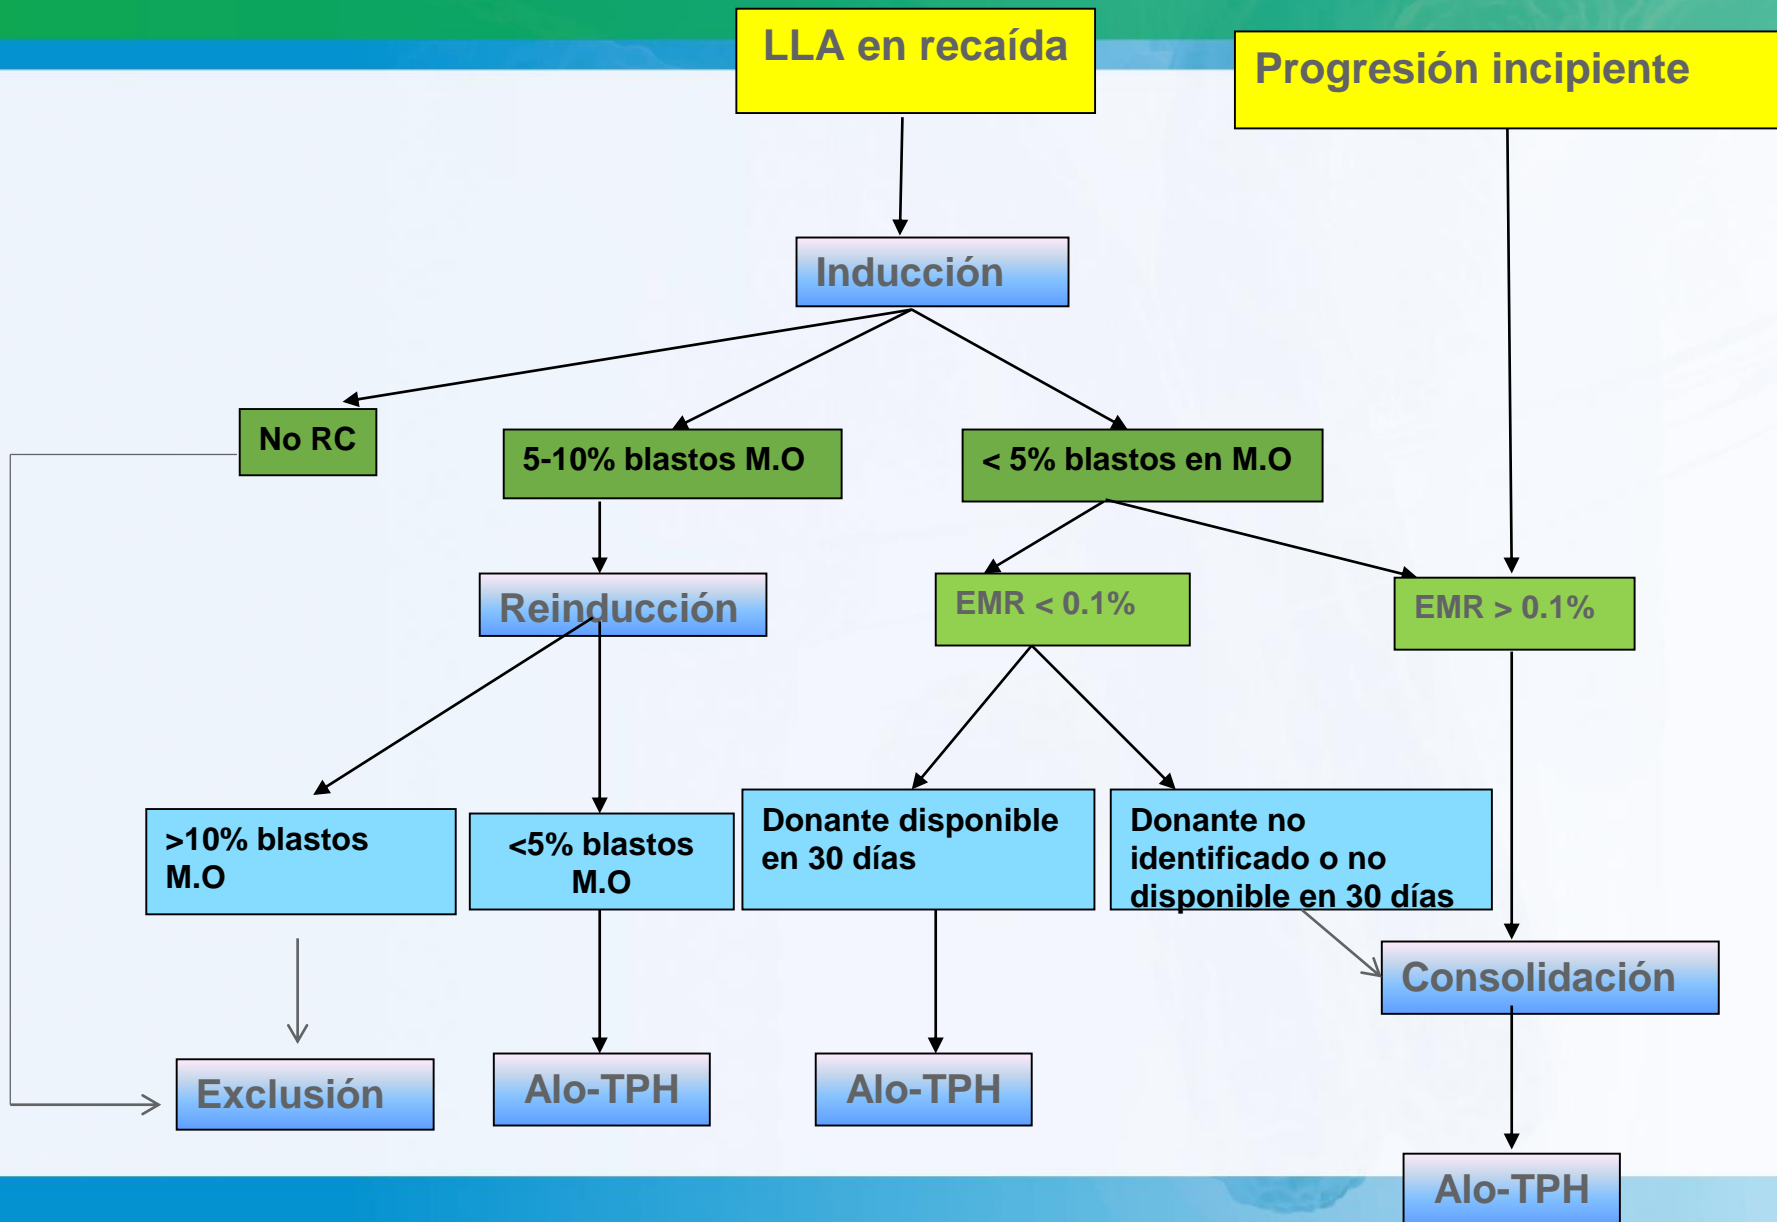 LLA en recaída
Progresión incipiente
Inducción
No RC
5-10% blastos M.O
< 5% blastos en M.O
Reinducción
EMR < 0.1%
EMR > 0.1%
>10% blastos
M.O
<5% blastos
M.O
Donante disponible
en 30 días
Donante no
identificado o no
disponible en 30 días
Consolidación
Exclusión
Alo-TPH
Alo-TPH
Alo-TPH